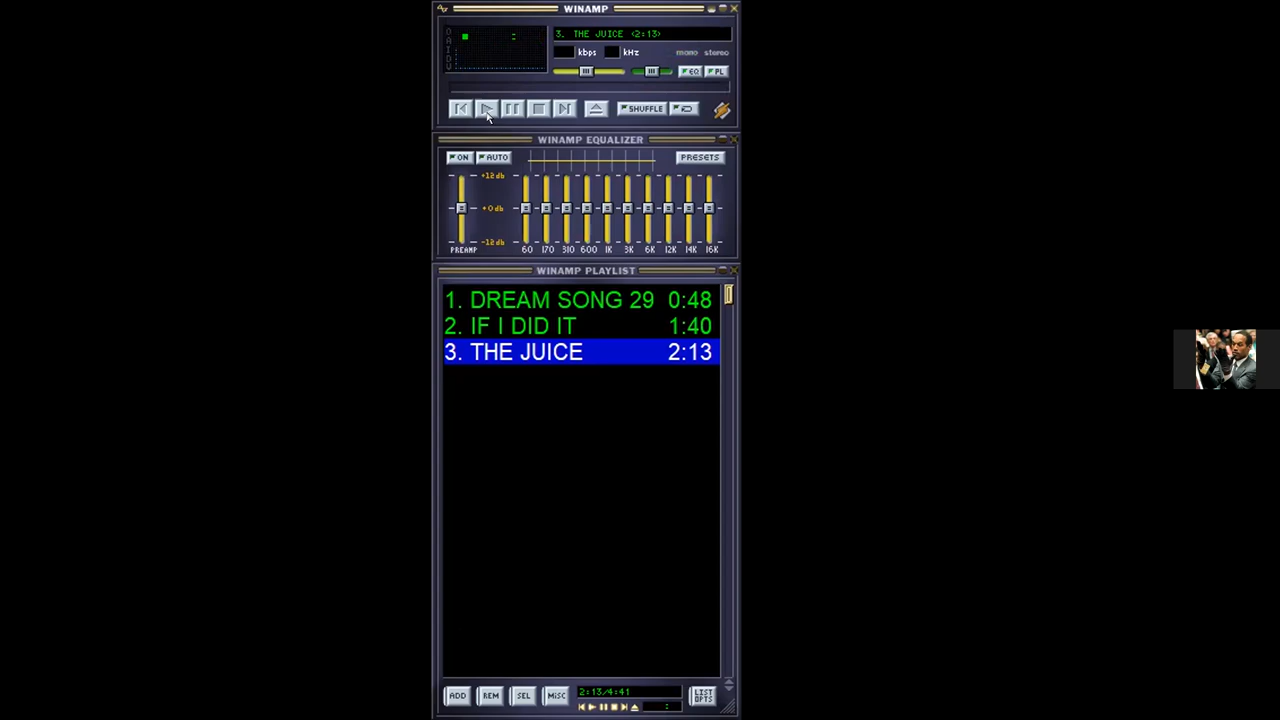 WINAMP
O
A
I
D
V
3. THE JUICE <2:13>
kbps kHz mono stereo
EQ PL
SHUFFLE
WINAMP EQUALIZER
ON AUTO PRESETS
+12 db
+0 db
-12 db
PREAMP 60 170 310 600 1K 3K 6K 12K 14K 16K
WINAMP PLAYLIST
1. DREAM SONG 29 0:48
2. IF I DID IT 1:40
3. THE JUICE 2:13
ADD REM SEL MISC 2:13/4:41 LIST OPTS